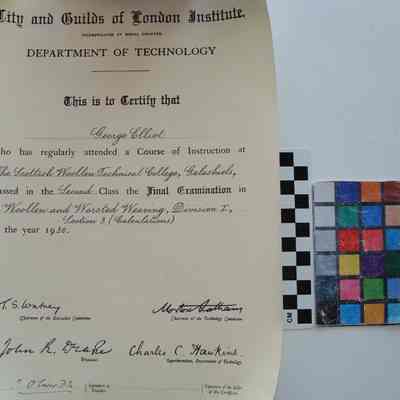 City and Guilds of London Institute.
INCORPORATED BY ROYAL CHARTER.
DEPARTMENT OF TECHNOLOGY
This is to Certify that
George Elliot
who has regularly attended a Course of Instruction at
The Scottish Woollen Technical College, Galashiels,
passed in the Second Class the Final Examination in
Woollen and Worsted Weaving, Division I,
Section 3 (Calculations)
the year 1930.
Chairman of the Executive Committee
Chairman of the Technology Committee
John R. Drake
Charles C. Hawkins
Treasurer
Superintendent, Department of Technology
Signature of
Signature of the
of the Certificate
CM